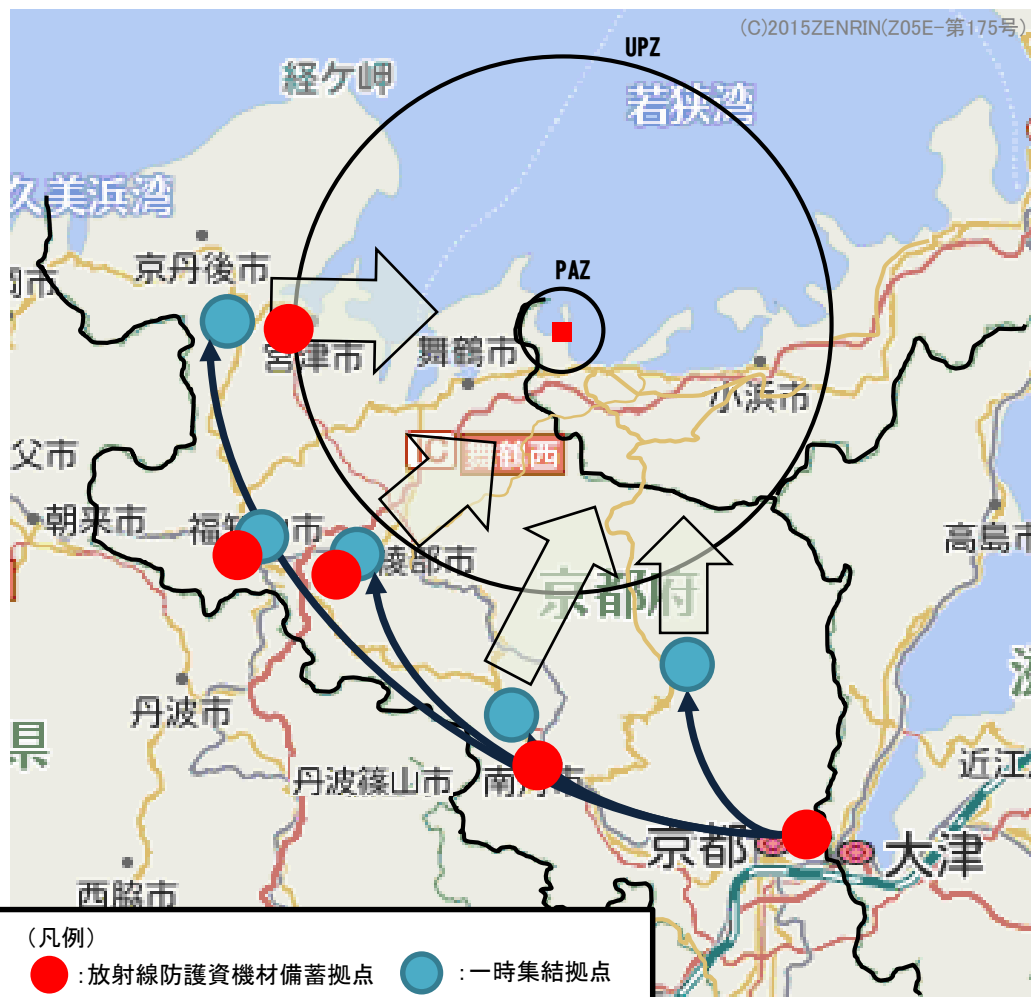 (C)2015ZENRIN(Z05E-第175号)
UPZ
経ケ岬
若狭湾
久美浜湾
京丹後市
岡市
PAZ
宮津市
舞鶴市
小浜市
父市
IC 舞鶴西
朝来市
福知山市
綾部市
高島市
京都府
丹波市
県
丹波篠山市
南丹市
近江
京都
大津
西脇市
(凡例)
:放射線防護資機材備蓄拠点
:一時集結拠点